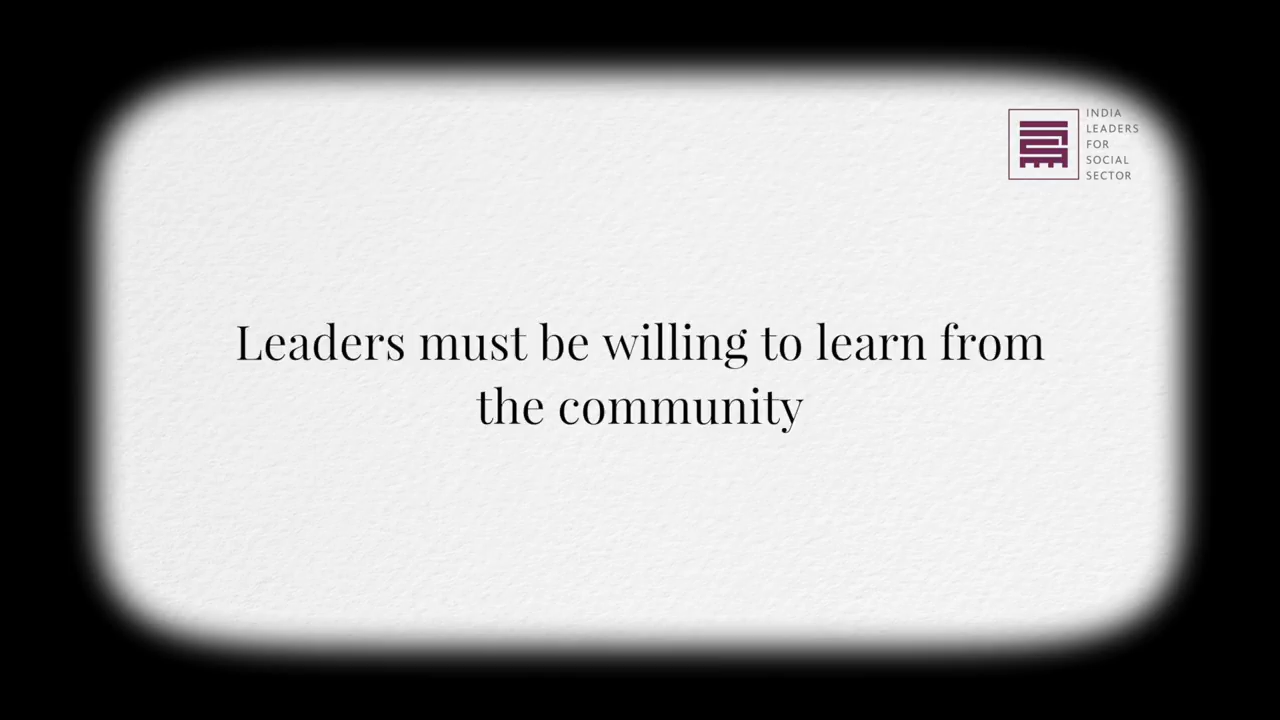 INDIA
LEADERS
FOR
SOCIAL
SECTOR
Leaders must be willing to learn from
the community